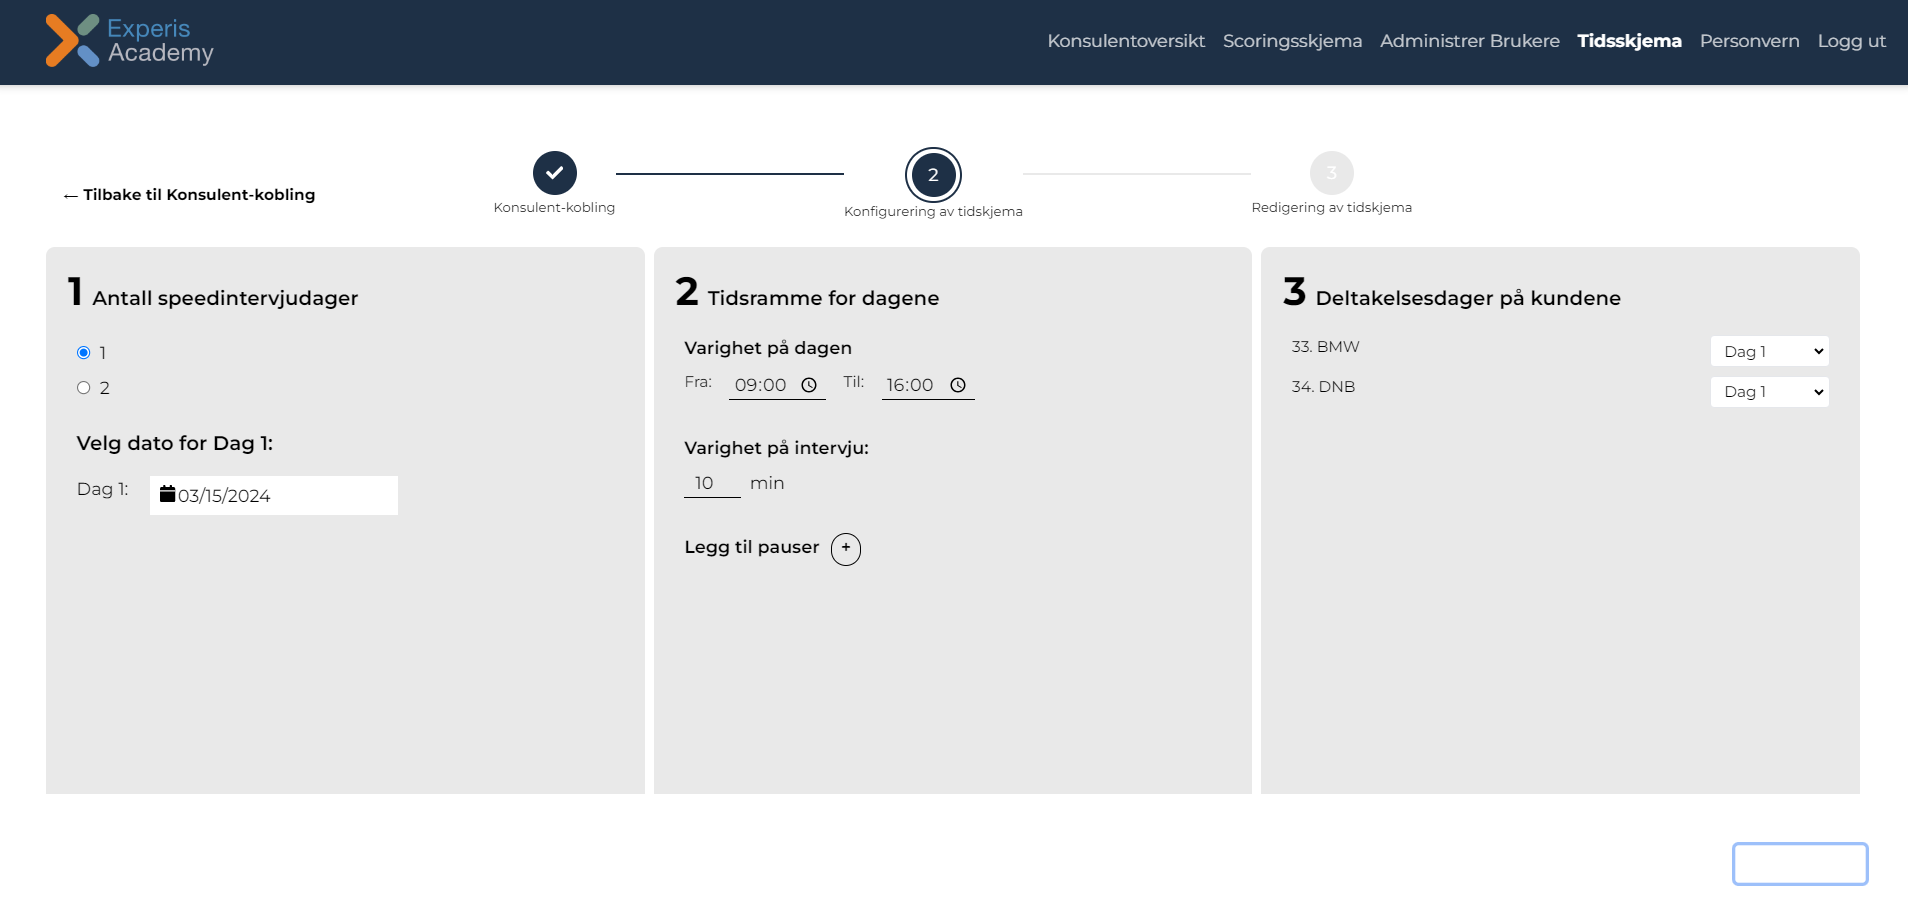 Experis
Academy
Konsulentoversikt Scoringsskjema Administrer Brukere Tidsskjema Personvern Logg ut
← Tilbake til Konsulent-kobling
Konsulent-kobling
2
Konfigurering av tidskjema
3
Redigering av tidskjema
1 Antall speedintervjudager
1
2
Velg dato for Dag 1:
Dag 1: 03/15/2024
2 Tidsramme for dagene
Varighet på dagen
Fra: 09:00 Til: 16:00
Varighet på intervju:
10 min
Legg til pauser +
3 Deltakelsesdager på kundene
33. BMW Dag 1
34. DNB Dag 1